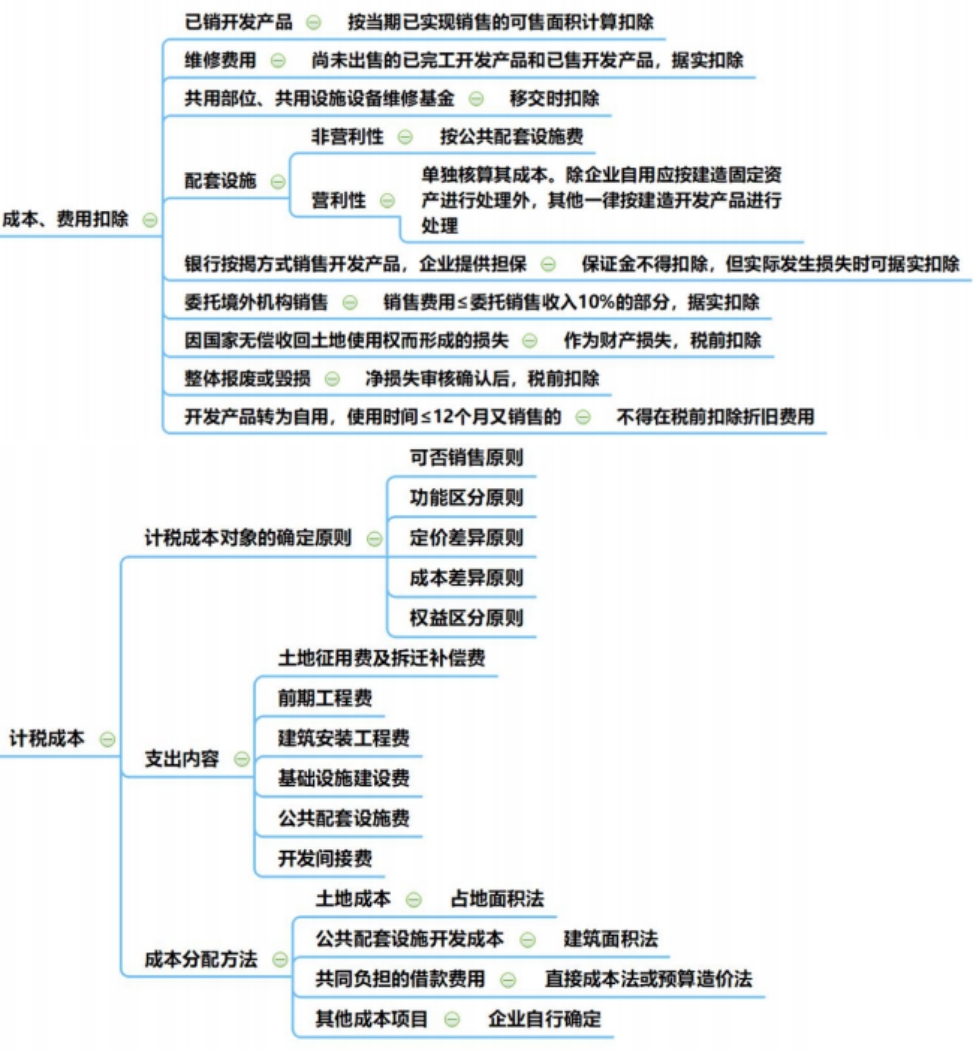 已销开发产品 按当期已实现销售的可售面积计算扣除
维修费用 尚未出售的已完工开发产品和已售开发产品，据实扣除
共用部位、共用设施设备维修基金 移交时扣除
非营利性 按公共配套设施费
配套设施
单独核算其成本。除企业自用应按建造固定资
营利性 产进行处理外，其他一律按建造开发产品进行
处理
成本、费用扣除
银行按揭方式销售开发产品，企业提供担保 保证金不得扣除，但实际发生损失时可据实扣除
委托境外机构销售 销售费用≤委托销售收入10%的部分，据实扣除
因国家无偿收回土地使用权而形成的损失 作为财产损失，税前扣除
整体报废或毁损 净损失审核确认后，税前扣除
开发产品转为自用，使用时间≤12个月又销售的 不得在税前扣除折旧费用
可否销售原则
功能区分原则
计税成本对象的确定原则 定价差异原则
成本差异原则
权益区分原则
土地征用费及拆迁补偿费
前期工程费
计税成本 建筑安装工程费
支出内容
基础设施建设费
公共配套设施费
开发间接费
土地成本 占地面积法
公共配套设施开发成本 建筑面积法
成本分配方法
共同负担的借款费用 直接成本法或预算造价法
其他成本项目 企业自行确定